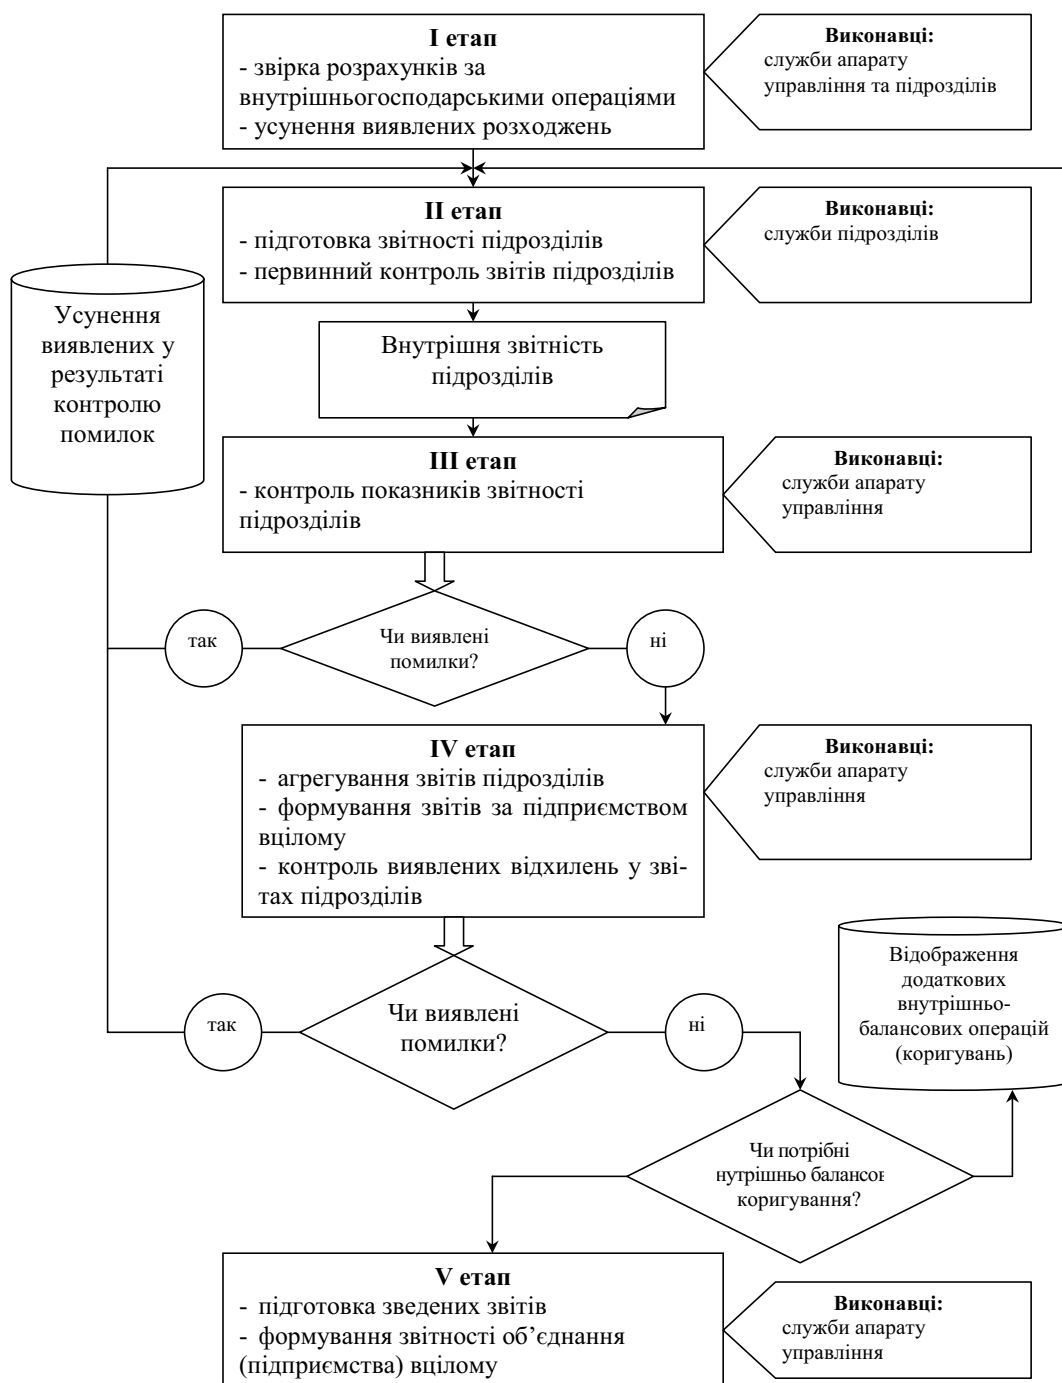 I етап
- звірка розрахунків за
внутрішньогосподарськими операціями
- усунення виявлених розходжень
Виконавці:
служби апарату
управління та підрозділів
II етап
- підготовка звітності підрозділів
- первинний контроль звітів підрозділів
Виконавці:
служби підрозділів
Усунення
виявлених у
результаті
контролю
помилок
Внутрішня звітність
підрозділів
III етап
- контроль показників звітності
підрозділів
Виконавці:
служби апарату
управління
так
Чи виявлені
помилки?
ні
IV етап
- агрегування звітів підрозділів
- формування звітів за підприємством
вцілому
- контроль виявлених відхилень у зві-
тах підрозділів
Виконавці:
служби апарату
управління
Відображення
додаткових
внутрішньо-
балансових операцій
(коригувань)
так
Чи виявлені
помилки?
ні
Чи потрібні
нутрішньо балансов
коригування?
V етап
- підготовка зведених звітів
- формування звітності об’єднання
(підприємства) вцілому
Виконавці:
служби апарату
управління